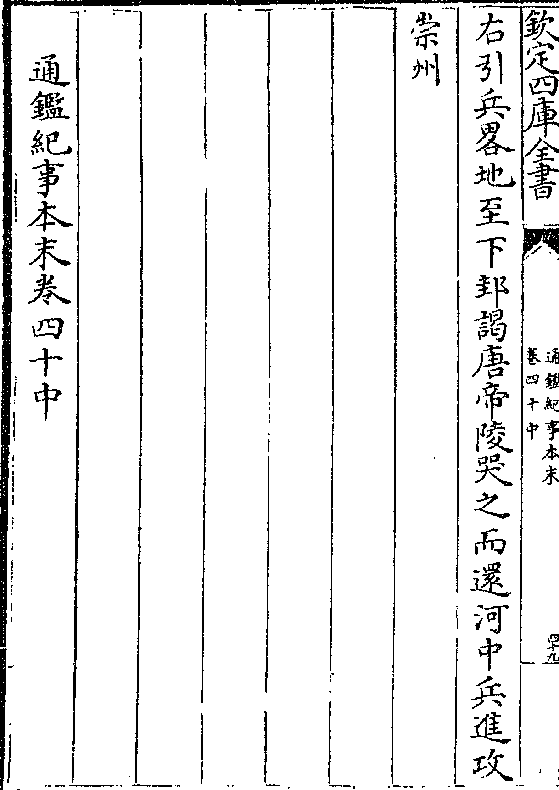 欽定四庫全書
通鑑紀事本末
卷四十中
四十九
右引兵畧地至下邽謁唐帝陵哭之而還河中兵進攻
崇州
通鑑紀事本末卷四十中